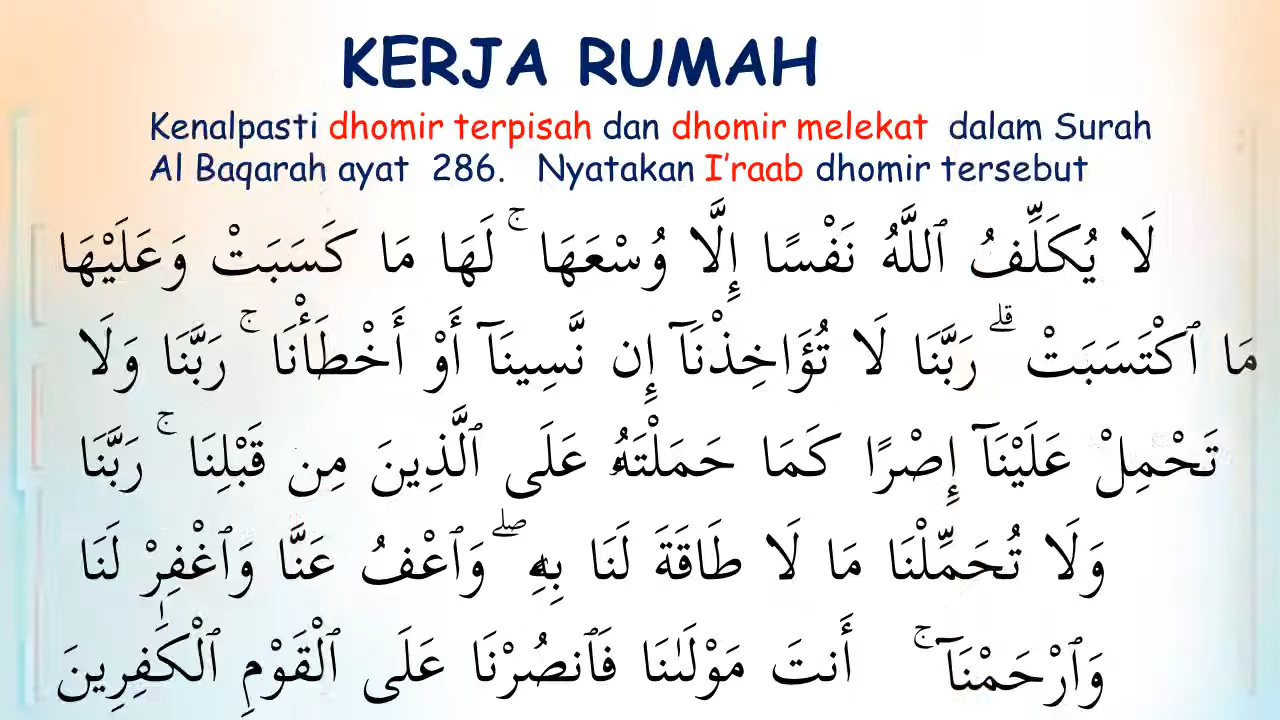 KERJA RUMAH
Kenalpasti dhomir terpisah dan dhomir melekat dalam Surah
Al Baqarah ayat 286. Nyatakan I’raab dhomir tersebut
لَا يُكَلِّفُ ٱللَّهُ نَفْسًا إِلَّا وُسْعَهَا ۚ لَهَا مَا كَسَبَتْ وَعَلَيْهَا
مَا ٱكْتَسَبَتْ ۗ رَبَّنَا لَا تُؤَاخِذْنَآ إِن نَّسِينَآ أَوْ أَخْطَأْنَا ۚ رَبَّنَا وَلَا
تَحْمِلْ عَلَيْنَآ إِصْرًا كَمَا حَمَلْتَهُۥ عَلَى ٱلَّذِينَ مِن قَبْلِنَا ۚ رَبَّنَا
وَلَا تُحَمِّلْنَا مَا لَا طَاقَةَ لَنَا بِهِۦ ۖ وَٱعْفُ عَنَّا وَٱغْفِرْ لَنَا
وَٱرْحَمْنَآ ۚ أَنتَ مَوْلَىٰنَا فَٱنصُرْنَا عَلَى ٱلْقَوْمِ ٱلْكَٰفِرِينَ